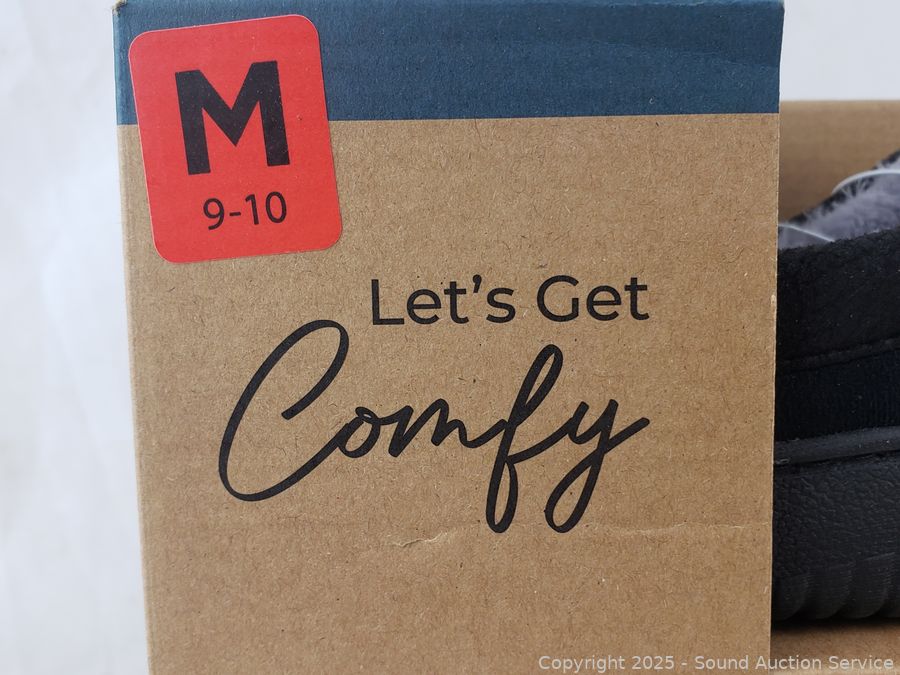 M
9-10
Let's Get
Comfy
Copyright 2025 - Sound Auction Service